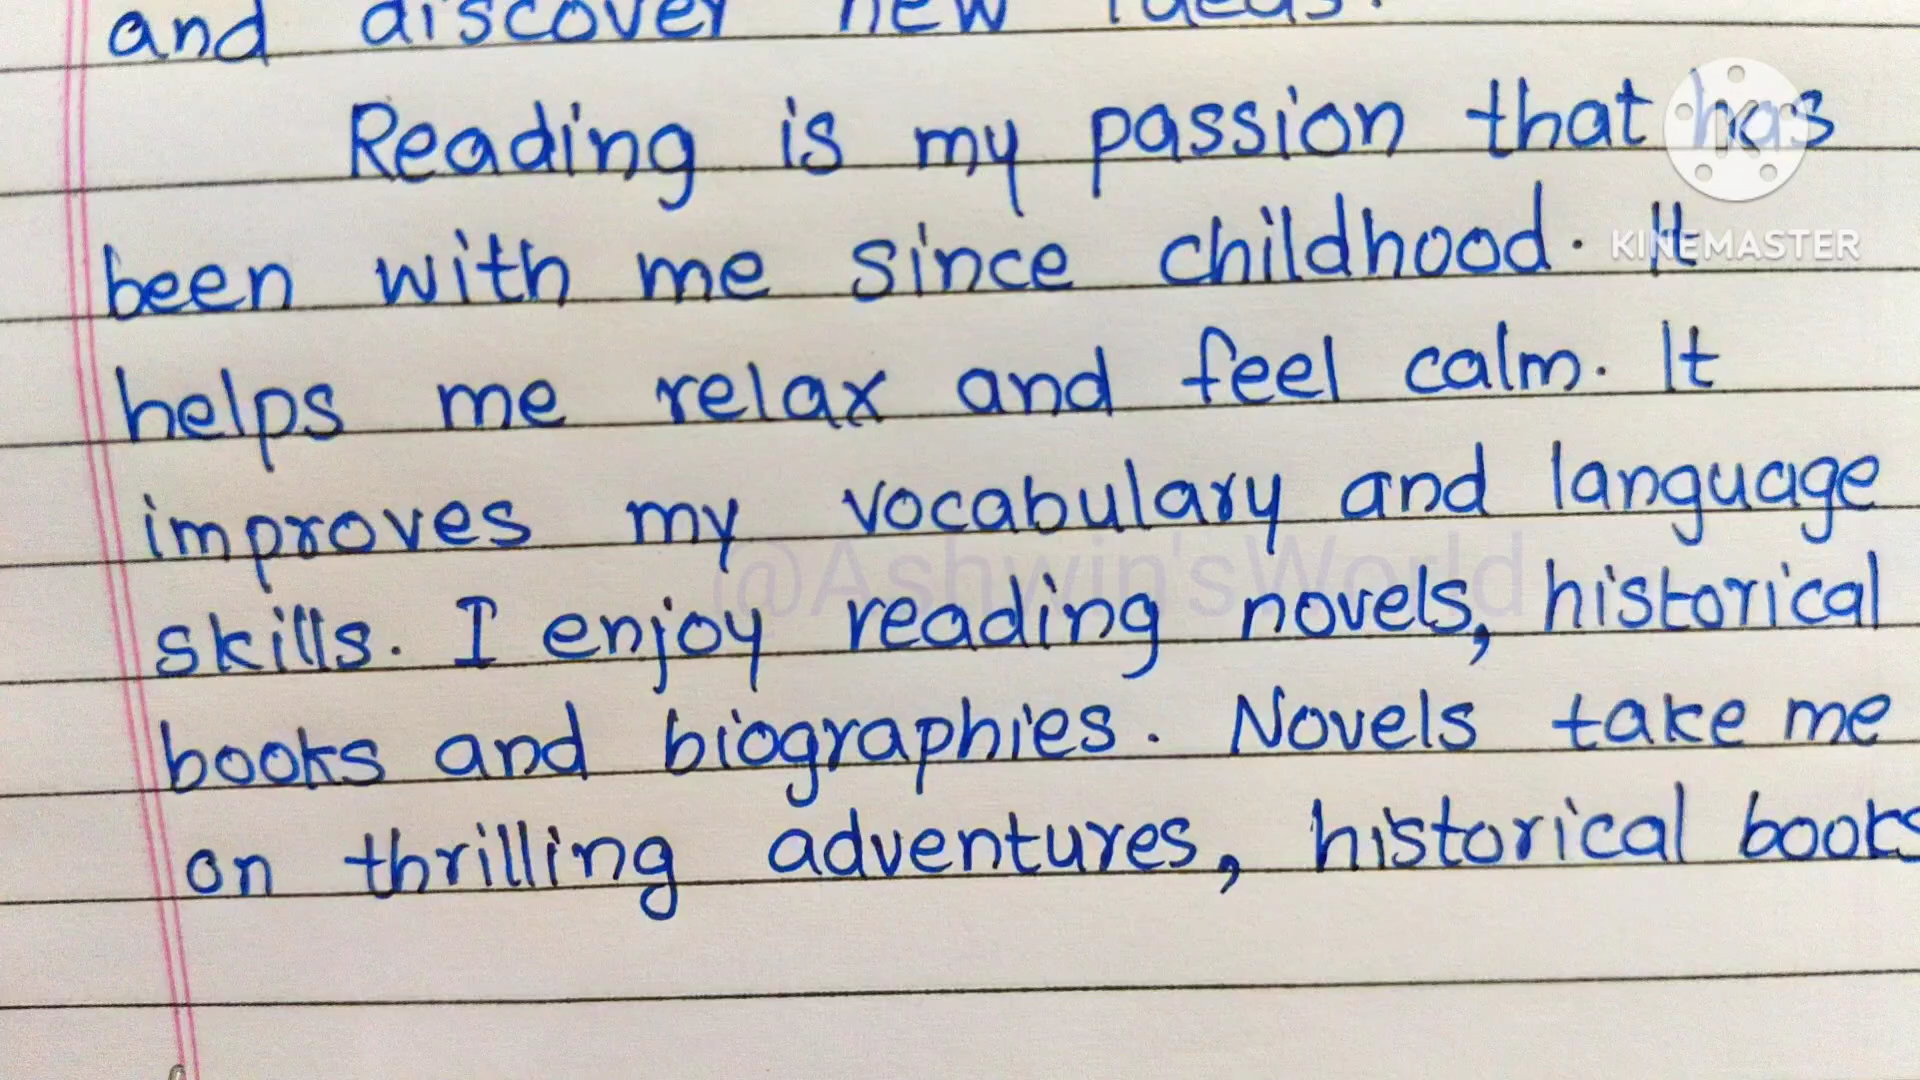 and discover new ideas.
Reading is my passion that has
been with me since childhood. It
KINEMASTER
helps me relax and feel calm. It
improves my vocabulary and language
@Ashwin'sWorld
skills. I enjoy reading novels, historical
books and biographies. Novels take me
on thrilling adventures, historical books